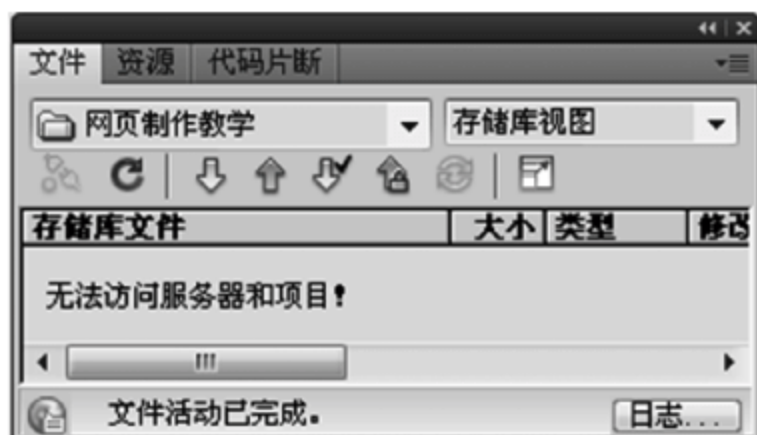 文件 资源 代码片断
网页制作教学 存储库视图
存储库文件 大小 类型 修改
无法访问服务器和项目!
文件活动已完成。 日志...